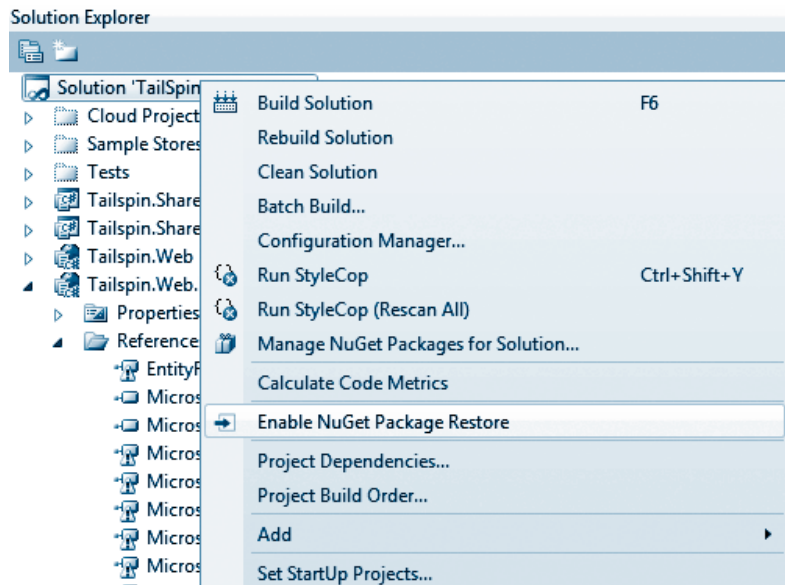 Solution Explorer
Solution 'TailSpin
Cloud Project
Sample Stores
Tests
Tailspin.Share
Tailspin.Share
Tailspin.Web
Tailspin.Web.
Properties
Reference
EntityF
Micros
Micros
Micros
Micros
Micros
Micros
Micros
Build Solution F6
Rebuild Solution
Clean Solution
Batch Build...
Configuration Manager...
Run StyleCop Ctrl+Shift+Y
Run StyleCop (Rescan All)
Manage NuGet Packages for Solution...
Calculate Code Metrics
Enable NuGet Package Restore
Project Dependencies...
Project Build Order...
Add
Set StartUp Projects...